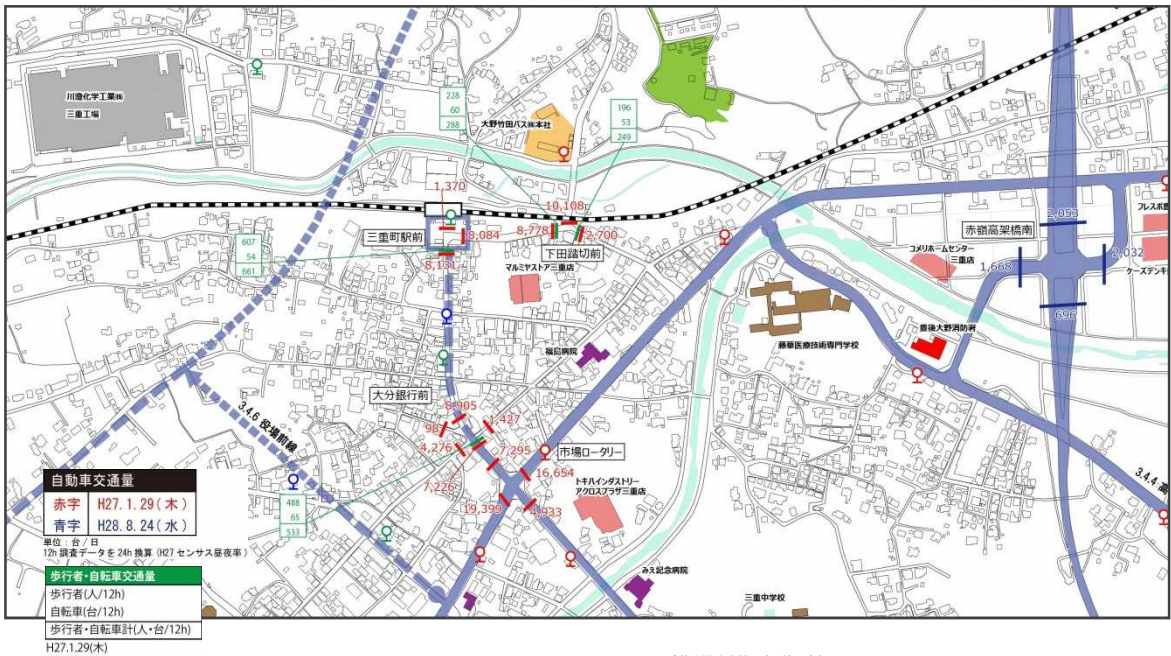 川澄化学工業㈱
三重工場
228
60
288
大野竹田バス㈱本社
196
53
249
1,370
10,108
三重町駅前
8,084
8,778
2,700
下田踏切前
607
54
661
8,131
マルミヤストア三重店
赤嶺高架橋南
2,053
フレスポ豊
コメリホームセンター
三重店
1,668
2,032
ケーズデンキ
696
豊後大野消防署
藤華医療技術専門学校
福島病院
大分銀行前
8,905
1,427
98
4,276
7,295
7,226
市場ロータリー
16,654
トキハインダストリー
アクロスプラザ三重店
19,399
4,933
3.4.6 役場前線
3.4.4 高
488
65
533
みえ記念病院
三重中学校
自動車交通量
赤字 H27.1.29(木)
青字 H28.8.24(水)
単位：台/日
12h 調査データを 24h 換算 (H27 センサス昼夜率)
歩行者・自転車交通量
歩行者(人/12h)
自転車(台/12h)
歩行者・自転車計(人・台/12h)
H27.1.29(木)